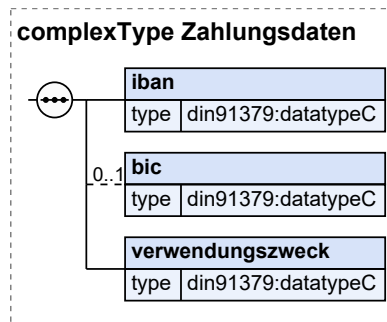 complexType Zahlungsdaten
iban
type din91379:datatypeC
0..1
bic
type din91379:datatypeC
verwendungszweck
type din91379:datatypeC